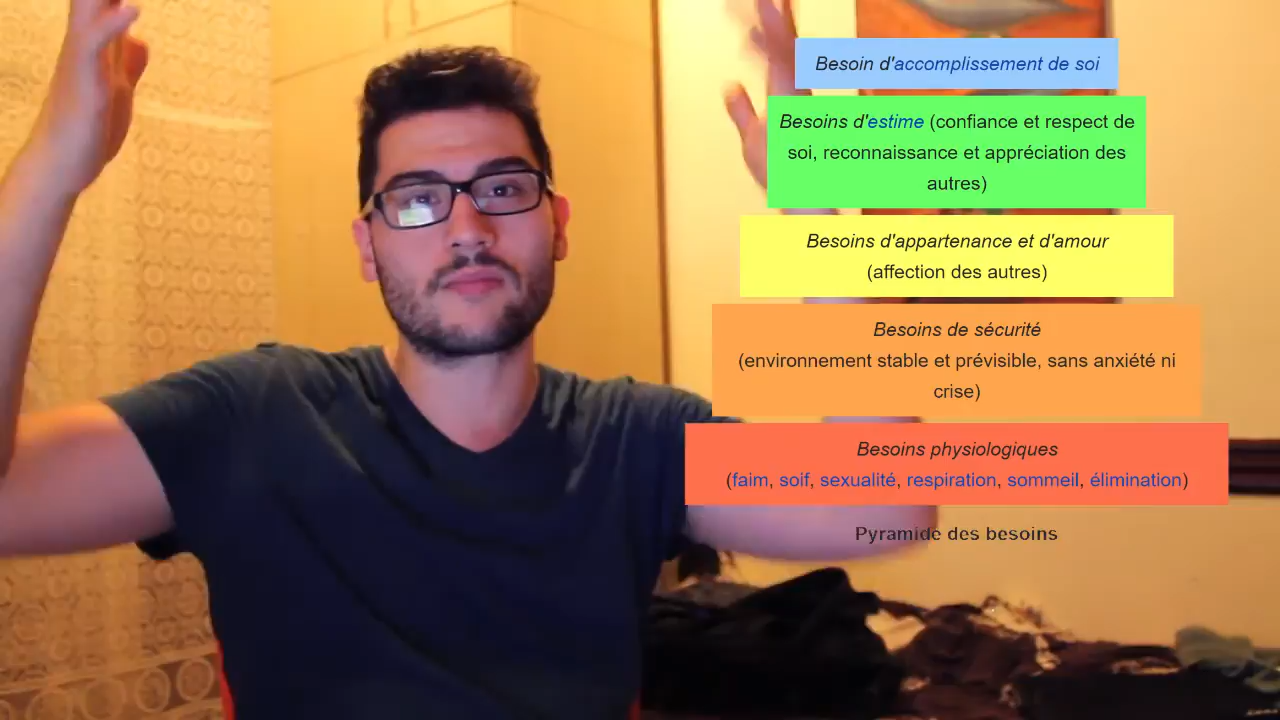 Besoin d'accomplissement de soi
Besoins d'estime (confiance et respect de
soi, reconnaissance et appréciation des
autres)
Besoins d'appartenance et d'amour
(affection des autres)
Besoins de sécurité
(environnement stable et prévisible, sans anxiété ni
crise)
Besoins physiologiques
(faim, soif, sexualité, respiration, sommeil, élimination)
Pyramide des besoins